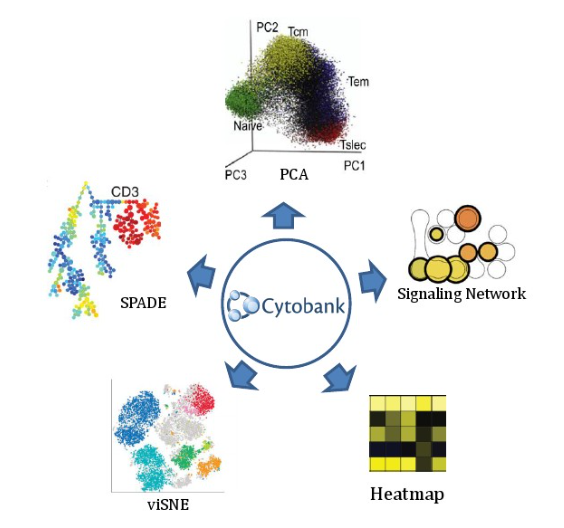 PC2
Tcm
Tem
Naive
Tslec
PC3
PCA
PC1
CD3
SPADE
Signaling Network
Cytobank
viSNE
Heatmap